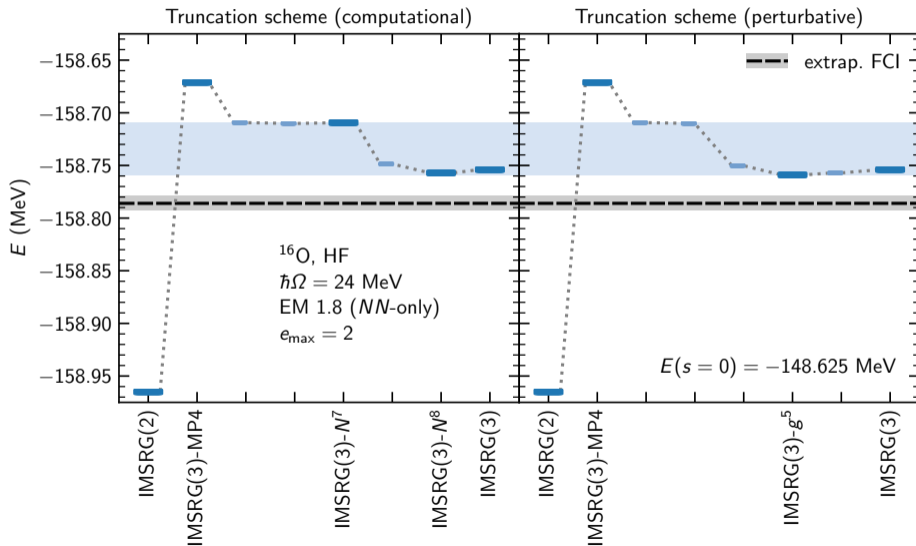 Truncation scheme (computational)
Truncation scheme (perturbative)
E (MeV)
−158.65
−158.70
−158.75
−158.80
−158.85
−158.90
−158.95
extrap. FCI
¹⁶O, HF
ℏΩ = 24 MeV
EM 1.8 (NN-only)
eₘₐₓ = 2
E(s = 0) = −148.625 MeV
IMSRG(2)
IMSRG(3)-MP4
IMSRG(3)-N⁷
IMSRG(3)-N⁸
IMSRG(3)
IMSRG(2)
IMSRG(3)-MP4
IMSRG(3)-g⁵
IMSRG(3)